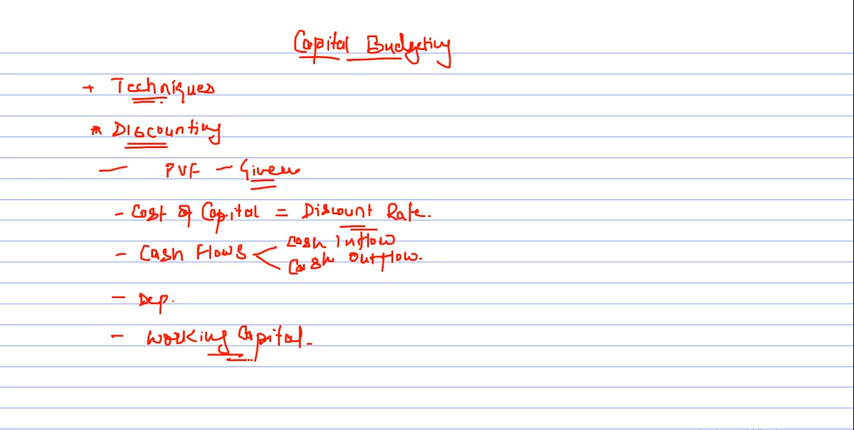 Capital Budgeting
+ Techniques
* Discounting
— PVF - Given
- Cost of Capital = Discount Rate.
- Cash Flows < Cash Inflow
Cash Outflow.
- Dep.
- Working Capital.